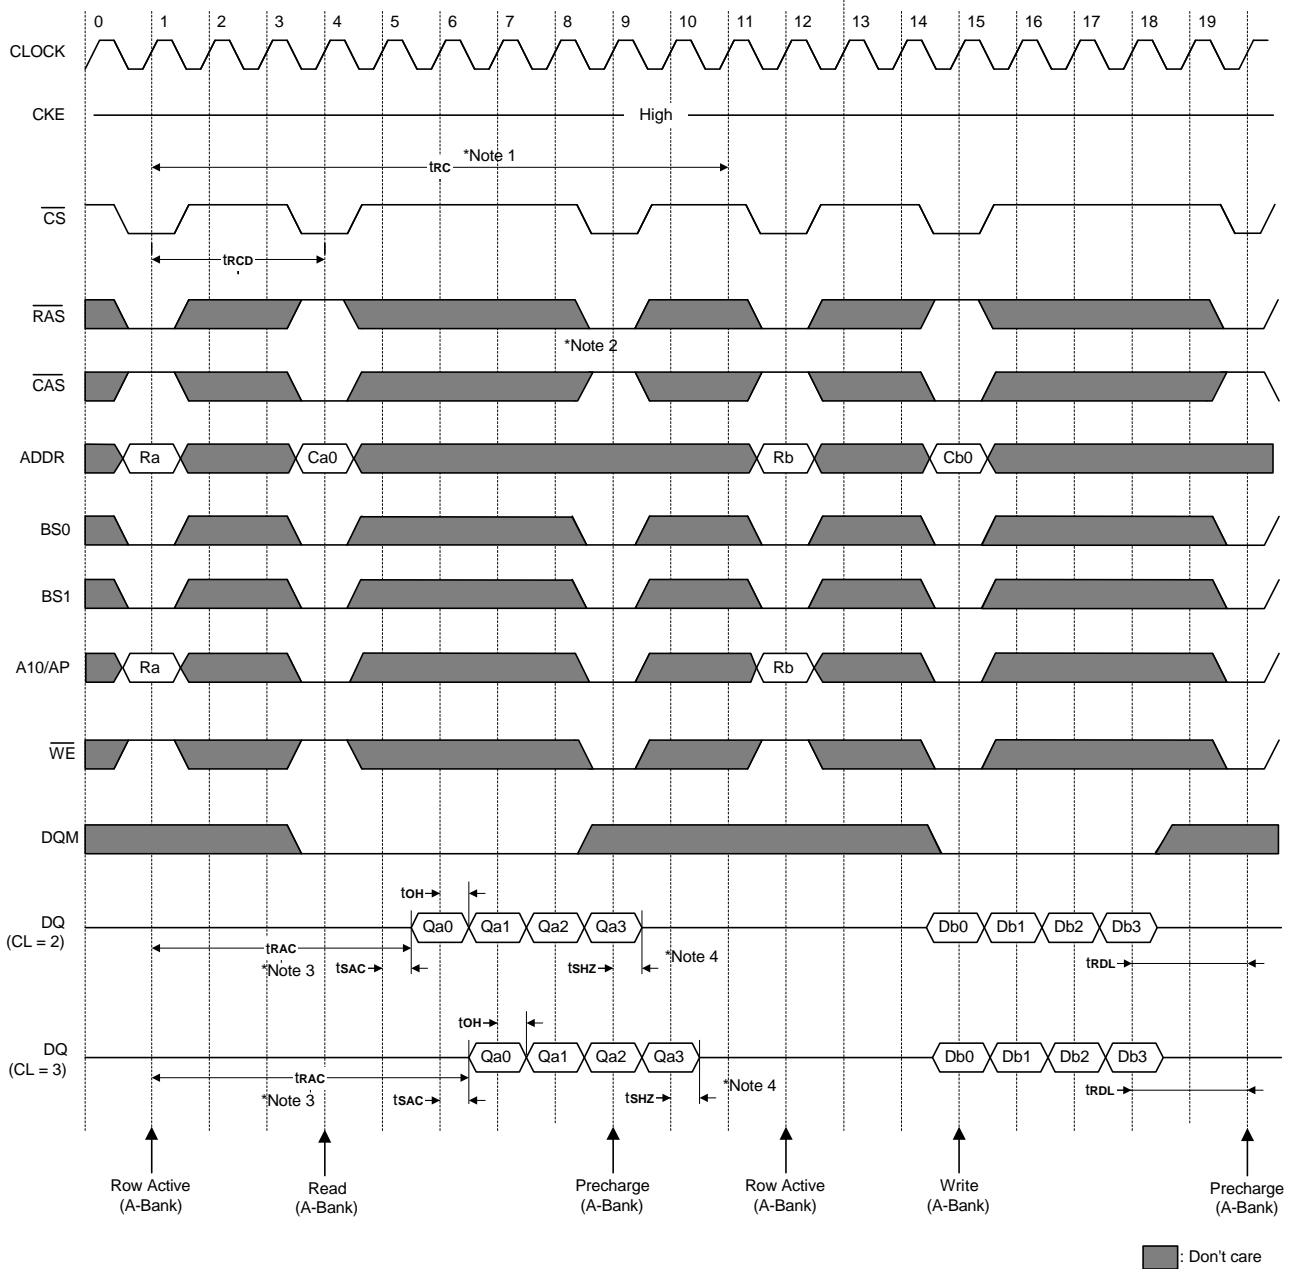 0 1 2 3 4 5 6 7 8 9 10 11 12 13 14 15 16 17 18 19
CLOCK
CKE High
*Note 1
tRC
CS
tRCD
RAS
*Note 2
CAS
ADDR Ra Ca0 Rb Cb0
BS0
BS1
A10/AP Ra Rb
WE
DQM
tOH
DQ
(CL = 2)
Qa0 Qa1 Qa2 Qa3 Db0 Db1 Db2 Db3
tRAC
*Note 3
tSAC tSHZ *Note 4 tRDL
tOH
DQ
(CL = 3)
Qa0 Qa1 Qa2 Qa3 Db0 Db1 Db2 Db3
tRAC
*Note 3
tSAC tSHZ *Note 4 tRDL
Row Active
(A-Bank)
Read
(A-Bank)
Precharge
(A-Bank)
Row Active
(A-Bank)
Write
(A-Bank)
Precharge
(A-Bank)
: Don't care